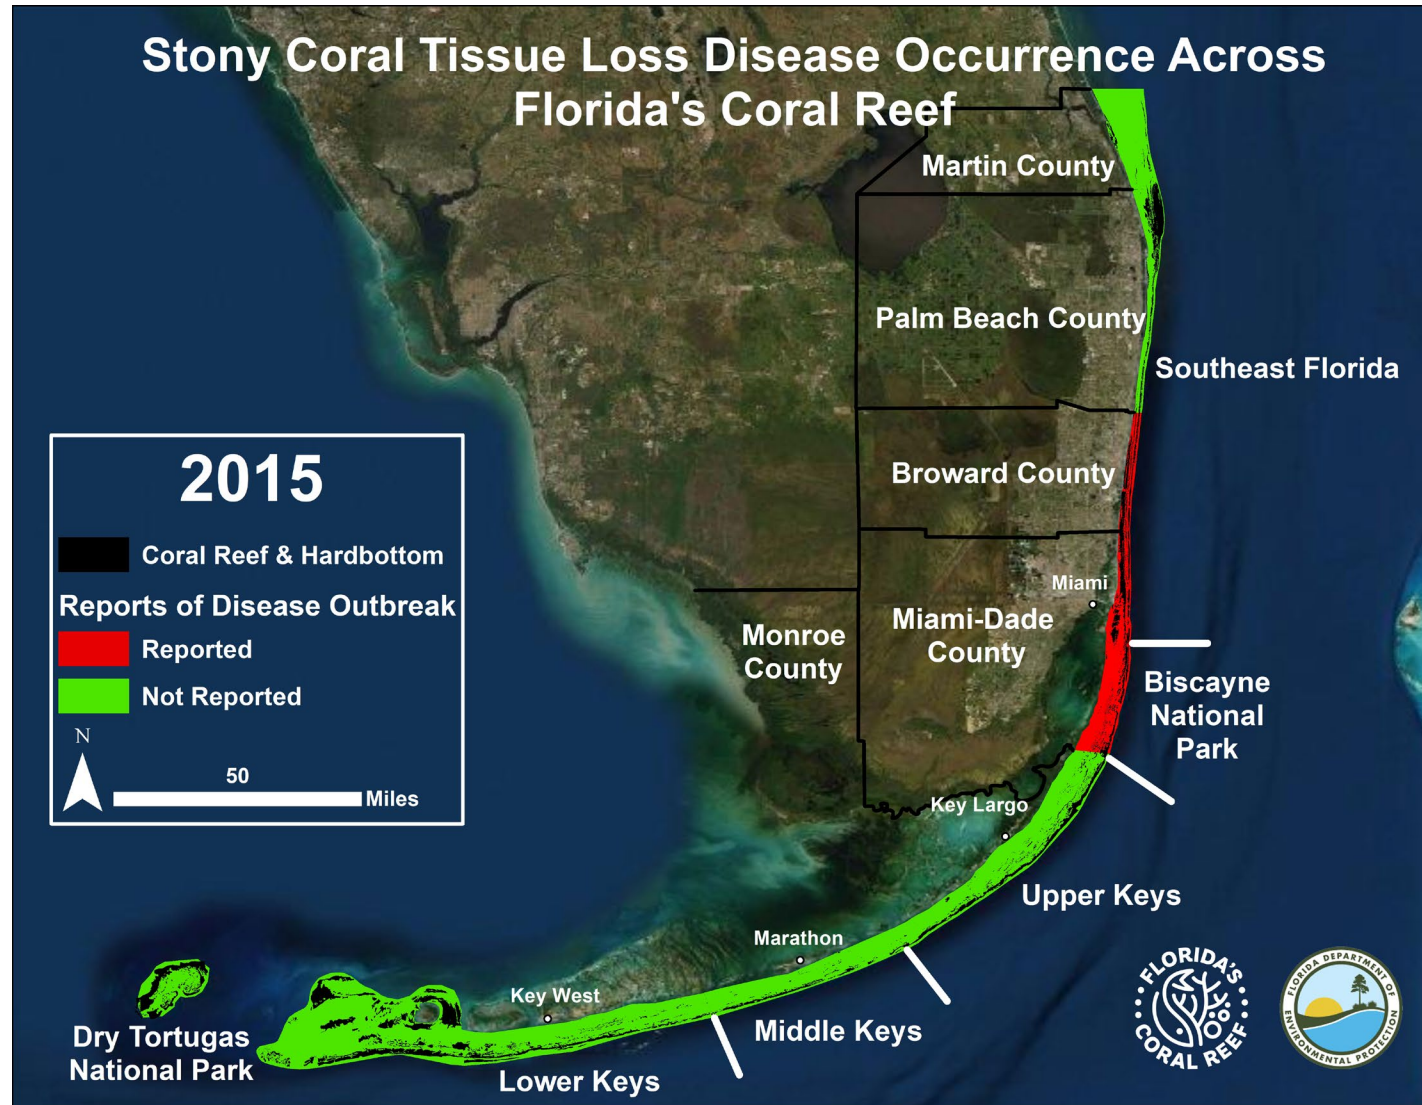 Stony Coral Tissue Loss Disease Occurrence Across
Florida's Coral Reef
Martin County
Palm Beach County
Southeast Florida
Broward County
Miami
Miami-Dade
County
Monroe
County
Biscayne
National
Park
Key Largo
Upper Keys
Marathon
Middle Keys
Key West
Lower Keys
Dry Tortugas
National Park
2015
Coral Reef & Hardbottom
Reports of Disease Outbreak
Reported
Not Reported
N
50
Miles
FLORIDA'S
CORAL REEF
FLORIDA DEPARTMENT OF
ENVIRONMENTAL PROTECTION